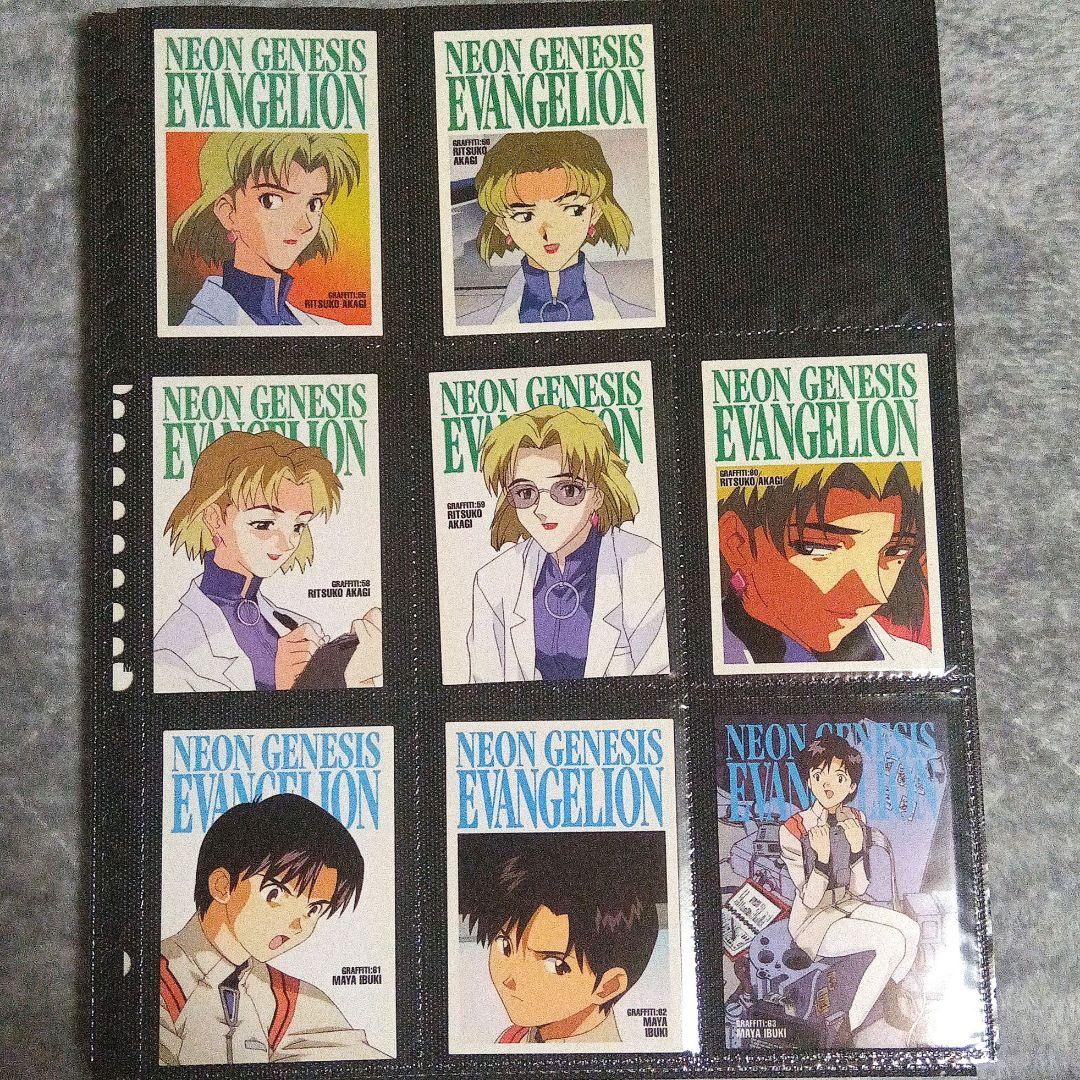 NEON GENESIS
EVANGELION
GRAFFITI:55
RITSUKO AKAGI
NEON GENESIS
EVANGELION
GRAFFITI:56
RITSUKO
AKAGI
NEON GENESIS
EVANGELION
GRAFFITI:58
RITSUKO AKAGI
NEON GENESIS
EVANGELION
GRAFFITI:59
RITSUKO
AKAGI
NEON GENESIS
EVANGELION
GRAFFITI:60
RITSUKO AKAGI
NEON GENESIS
EVANGELION
GRAFFITI:61
MAYA IBUKI
NEON GENESIS
EVANGELION
GRAFFITI:62
MAYA
IBUKI
NEON GENESIS
EVANGELION
GRAFFITI:63
MAYA IBUKI